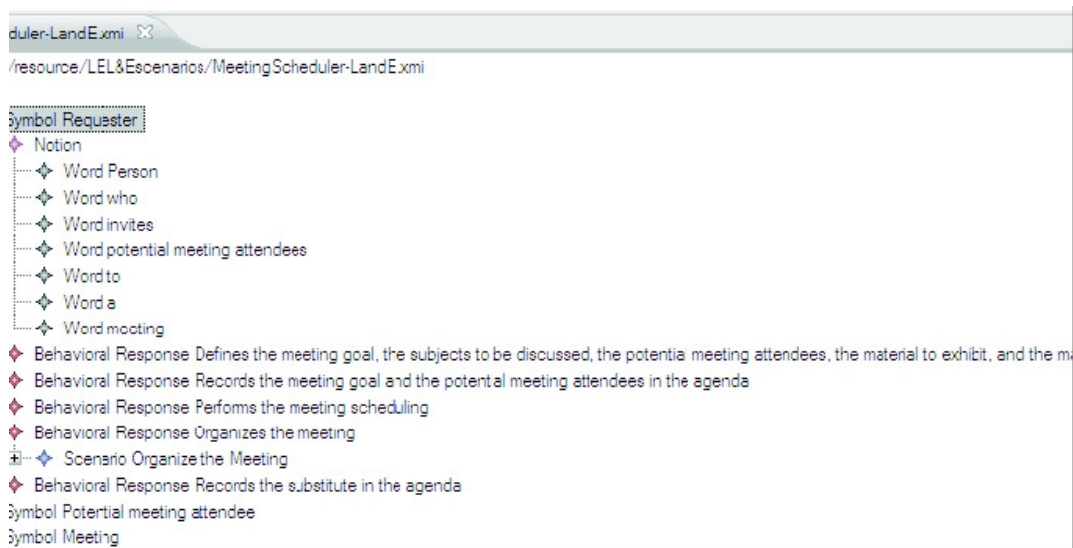 duler-LandE.xmi
/resource/LEL&Escenarios/MeetingScheduler-LandE.xmi
Symbol Requester
Notion
Word Person
Word who
Word invites
Word potential meeting attendees
Word to
Word a
Word meeting
Behavioral Response Defines the meeting goal, the subjects to be discussed, the potential meeting attendees, the material to exhibit, and the ma
Behavioral Response Records the meeting goal and the potential meeting attendees in the agenda
Behavioral Response Performs the meeting scheduling
Behavioral Response Organizes the meeting
Scenario Organize the Meeting
Behavioral Response Records the substitute in the agenda
Symbol Potential meeting attendee
Symbol Meeting